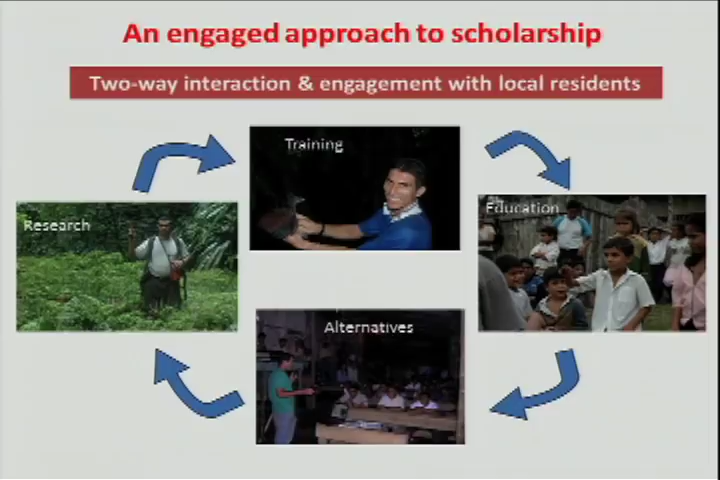 An engaged approach to scholarship
Two-way interaction & engagement with local residents
Training
Education
Research
Alternatives